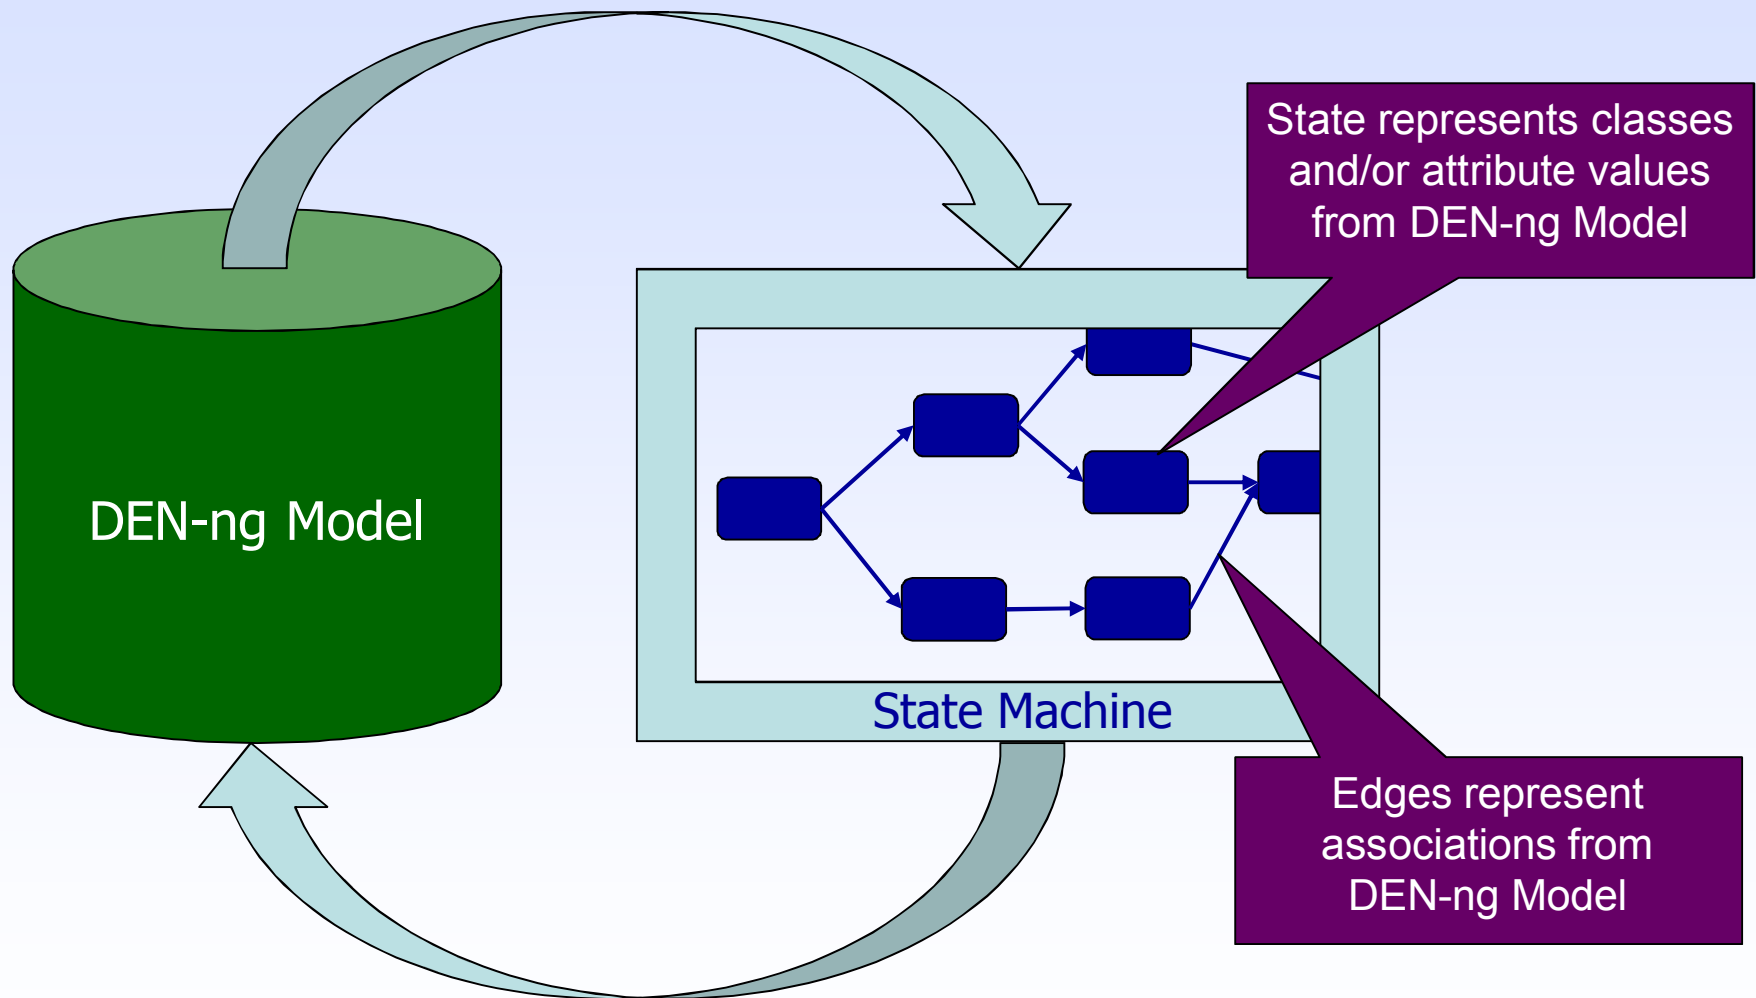 State represents classes
and/or attribute values
from DEN-ng Model
DEN-ng Model
State Machine
Edges represent
associations from
DEN-ng Model